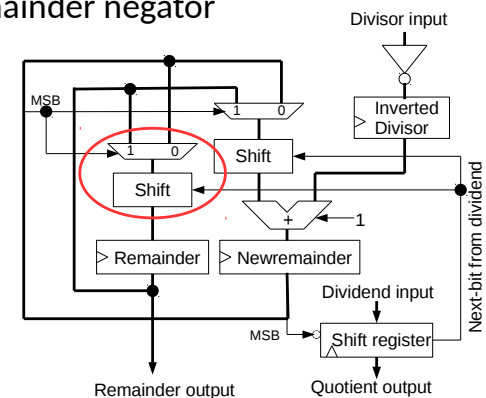 ainder negator
Divisor input
MSB
1 0
1 0
Inverted
Divisor
Shift
Shift
+
1
Remainder
Newremainder
Next-bit from dividend
Dividend input
MSB
Shift register
Remainder output
Quotient output